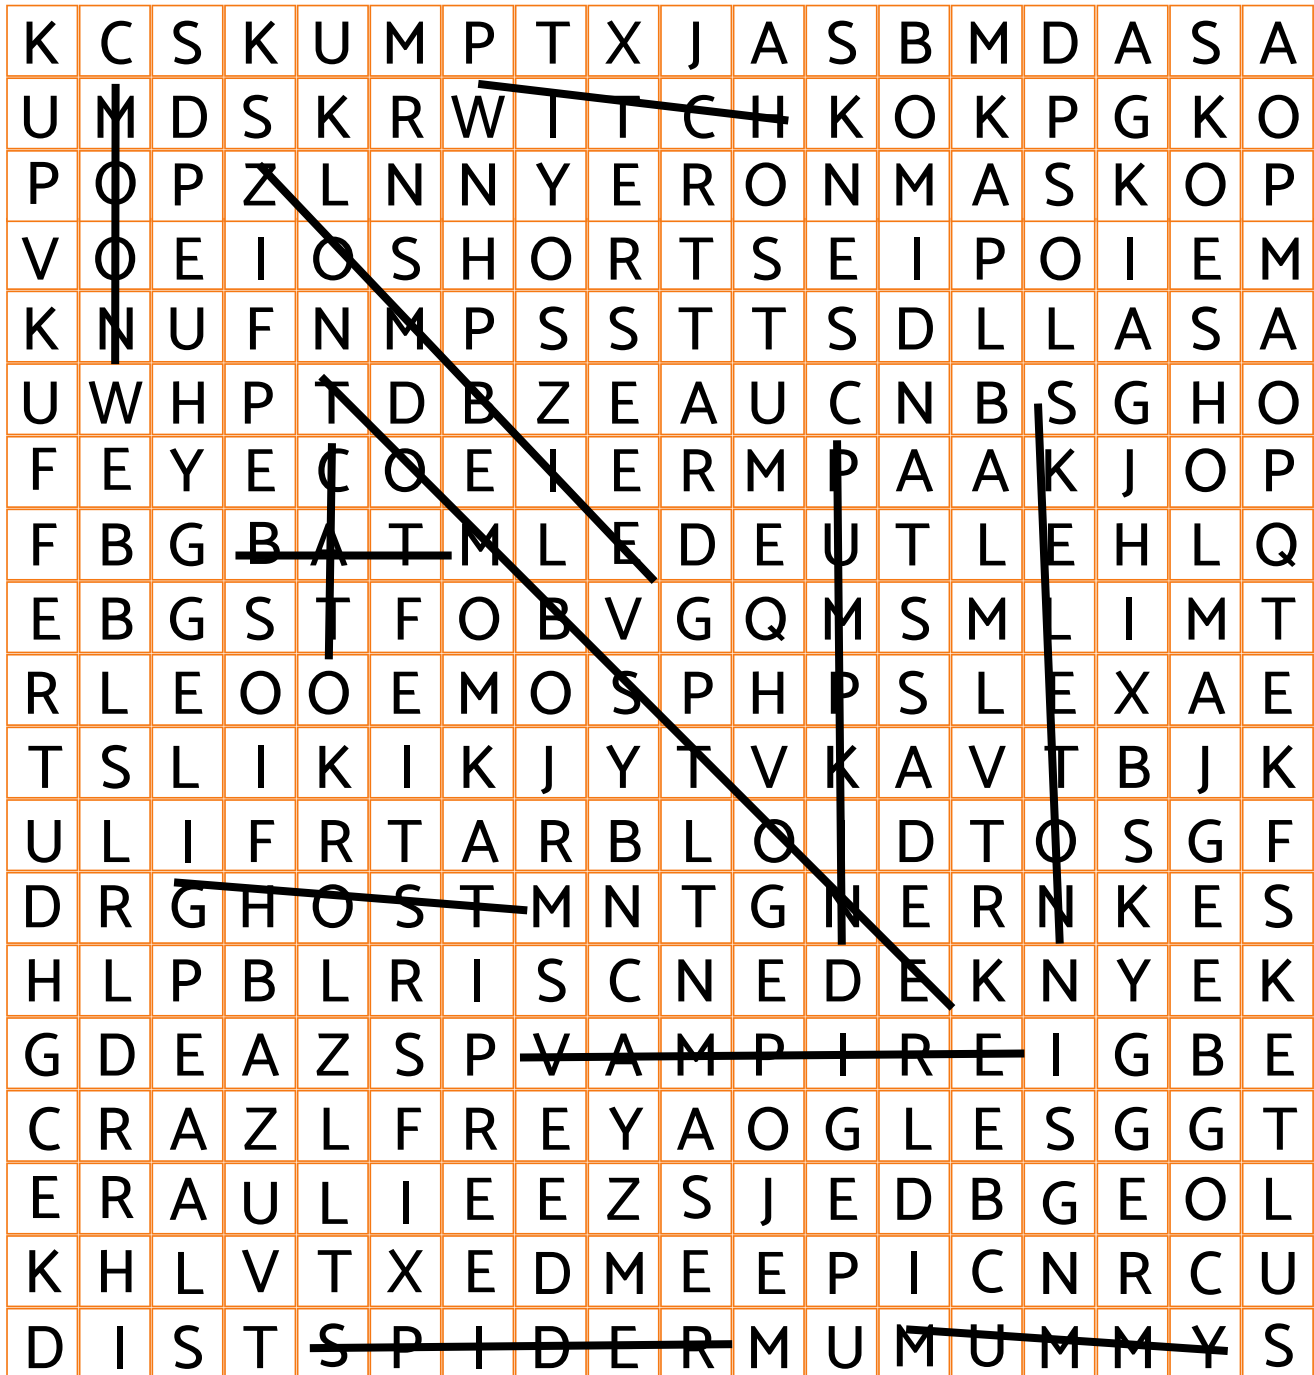 K C S K U M P T X J A S B M D A S A
U M D S K R W I T C H K O K P G K O
P O P Z L N N Y E R O N M A S K O P
V O E I O S H O R T S E I P O I E M
K N U F N M P S S T T S D L L A S A
U W H P T D B Z E A U C N B S G H O
F E Y E C O E I E R M P A A K J O P
F B G B A T M L E D E U T L E H L Q
E B G S T F O B V G Q M S M L I M T
R L E O O E M O S P H P S L E X A E
T S L I K I K J Y T V K A V T B J K
U L I F R T A R B L O I D T O S G F
D R G H O S T M N T G N E R N K E S
H L P B L R I S C N E D E K N Y E K
G D E A Z S P V A M P I R E I G B E
C R A Z L F R E Y A O G L E S G G T
E R A U L I E E Z S J E D B G E O L
K H L V T X E D M E E P I C N R C U
D I S T S P I D E R M U M U M M Y S